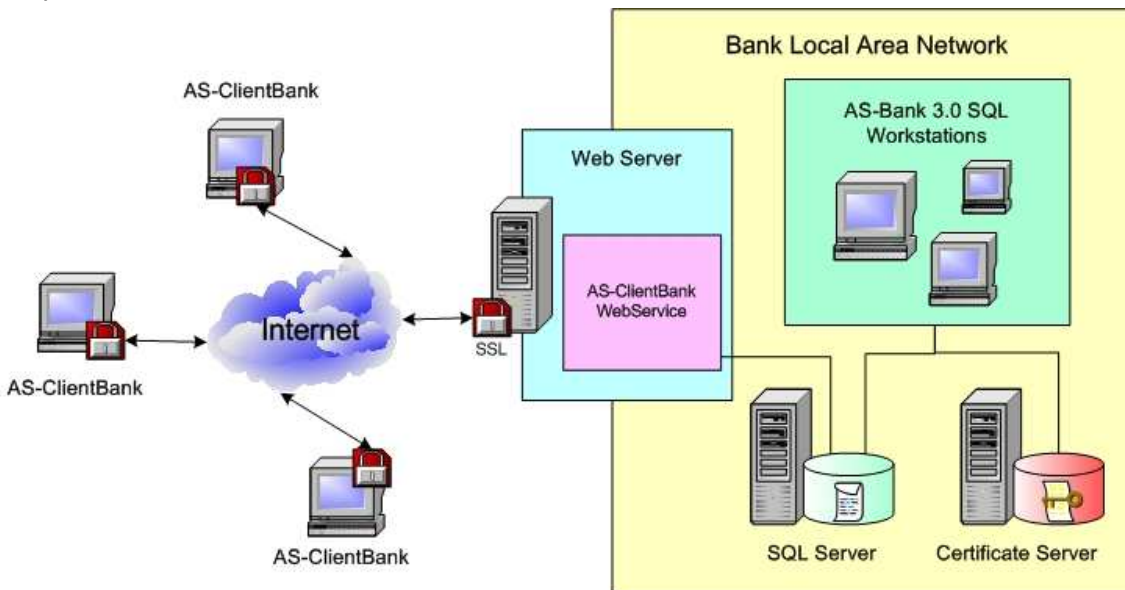 Bank Local Area Network
AS-ClientBank
AS-Bank 3.0 SQL
Workstations
Web Server
AS-ClientBank
WebService
Internet
SSL
AS-ClientBank
AS-ClientBank
SQL Server
Certificate Server